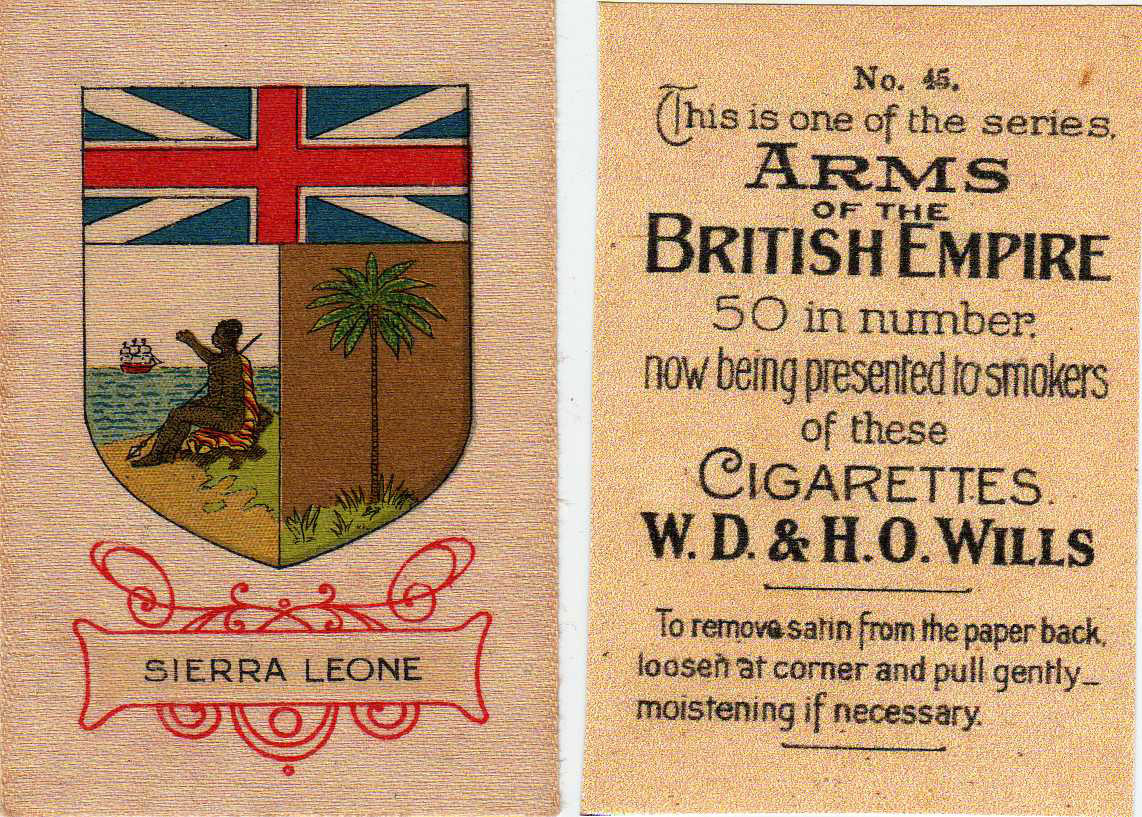 SIERRA LEONE
No. 45.
This is one of the series,
ARMS
OF THE
BRITISH EMPIRE
50 in number,
now being presented to smokers
of these
CIGARETTES.
W. D. & H. O. WILLS
To remove satin from the paper back,
loosen at corner and pull gently_
moistening if necessary.